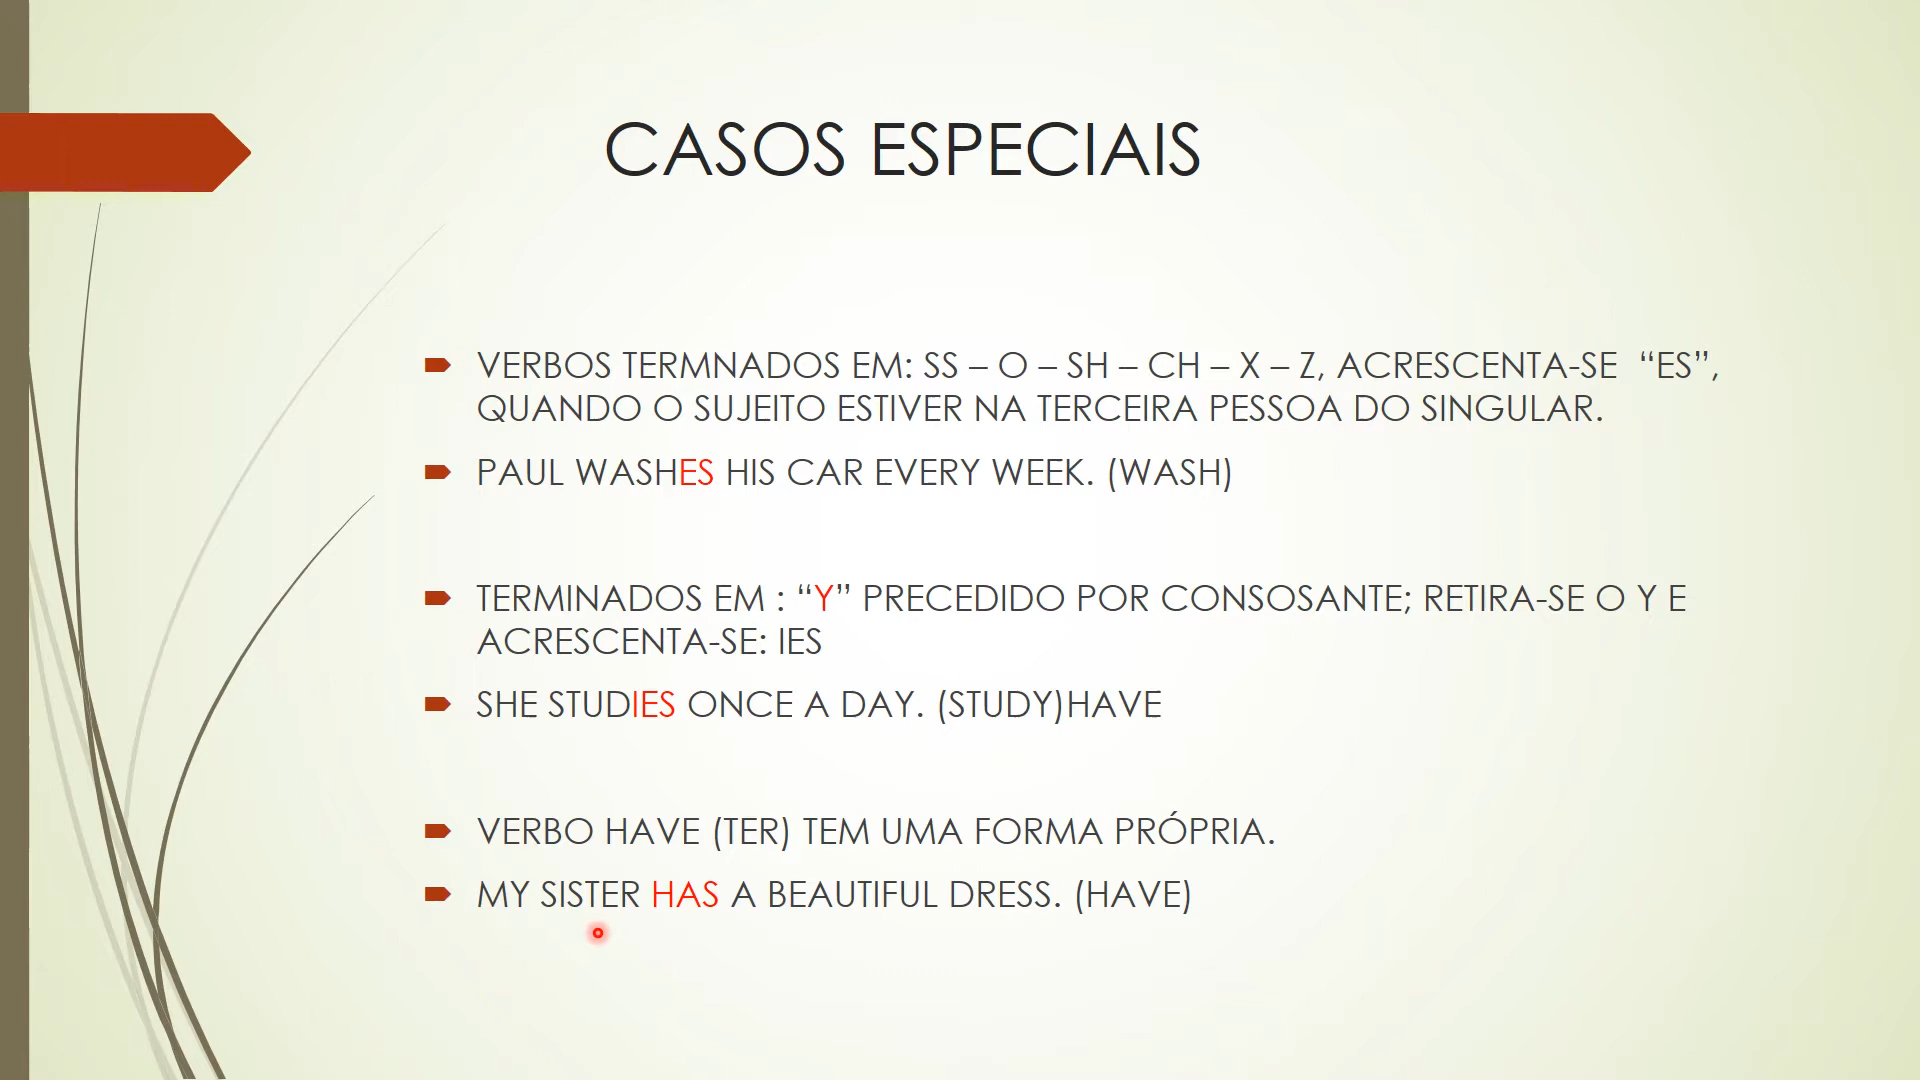 CASOS ESPECIAIS
VERBOS TERMNADOS EM: SS – O – SH – CH – X – Z, ACRESCENTA-SE “ES”,
QUANDO O SUJEITO ESTIVER NA TERCEIRA PESSOA DO SINGULAR.
PAUL WASHES HIS CAR EVERY WEEK. (WASH)
TERMINADOS EM : “Y” PRECEDIDO POR CONSOSANTE; RETIRA-SE O Y E
ACRESCENTA-SE: IES
SHE STUDIES ONCE A DAY. (STUDY)HAVE
VERBO HAVE (TER) TEM UMA FORMA PRÓPRIA.
MY SISTER HAS A BEAUTIFUL DRESS. (HAVE)